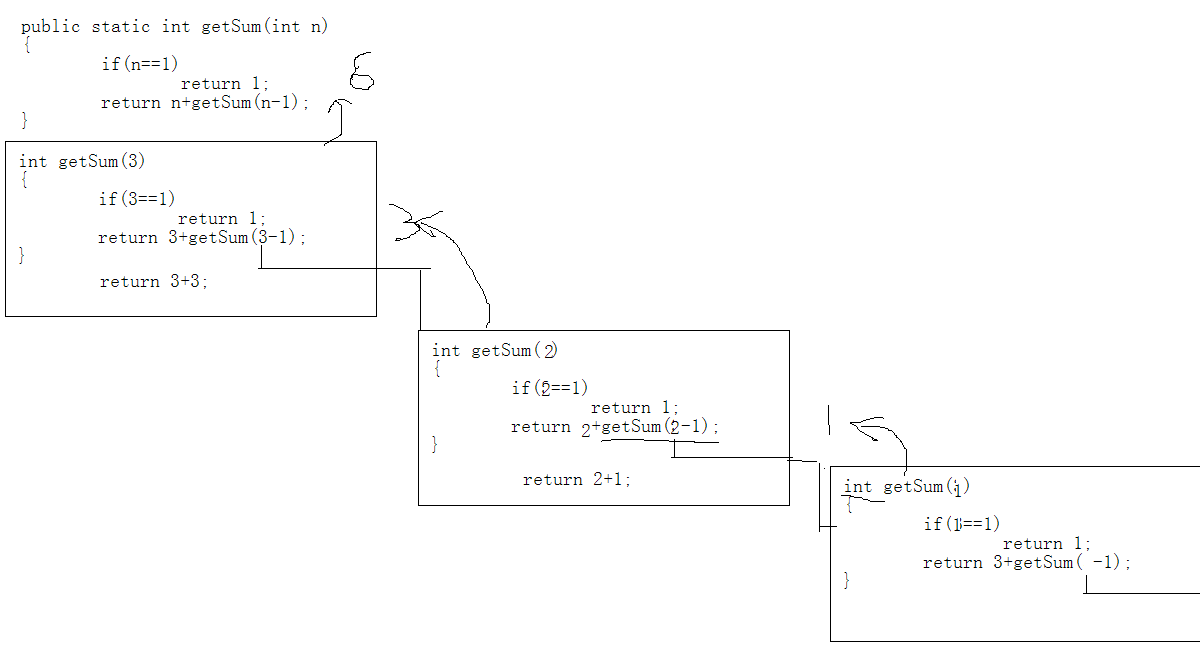 public static int getSum(int n)
{
if(n==1)
return 1;
return n+getSum(n-1);
}
6
int getSum(3)
{
if(3==1)
return 1;
return 3+getSum(3-1);
}
return 3+3;
3
int getSum(2)
{
if(2==1)
return 1;
return 2+getSum(2-1);
}
return 2+1;
1
int getSum(1)
{
if(1==1)
return 1;
return 3+getSum( -1);
}